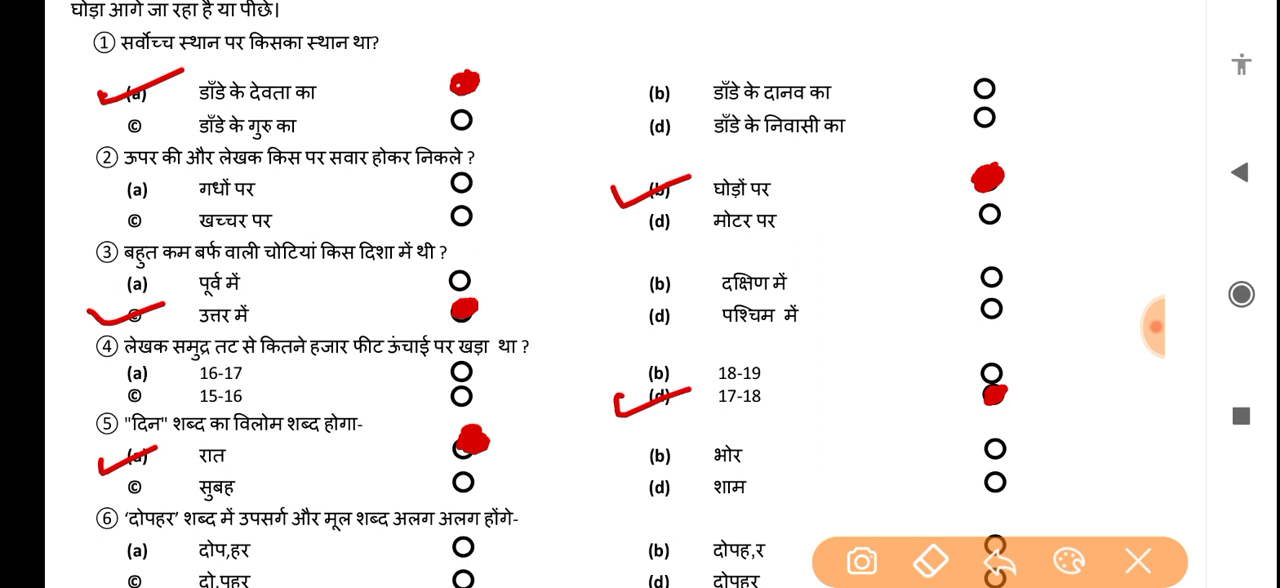 घोड़ा आगे जा रहा है या पीछे।
① सर्वोच्च स्थान पर किसका स्थान था?
(a) डाँडे के देवता का (b) डाँडे के दानव का
© डाँडे के गुरु का (d) डाँडे के निवासी का
② ऊपर की और लेखक किस पर सवार होकर निकले ?
(a) गधों पर (b) घोड़ों पर
© खच्चर पर (d) मोटर पर
③ बहुत कम बर्फ वाली चोटियां किस दिशा में थी ?
(a) पूर्व में (b) दक्षिण में
© उत्तर में (d) पश्चिम में
④ लेखक समुद्र तट से कितने हजार फीट ऊंचाई पर खड़ा था ?
(a) 16-17 (b) 18-19
© 15-16 (d) 17-18
⑤ "दिन" शब्द का विलोम शब्द होगा-
(a) रात (b) भोर
© सुबह (d) शाम
⑥ ‘दोपहर’ शब्द में उपसर्ग और मूल शब्द अलग अलग होंगे-
(a) दोप,हर (b) दोपह,र
© दो,पहर (d) दोपहर